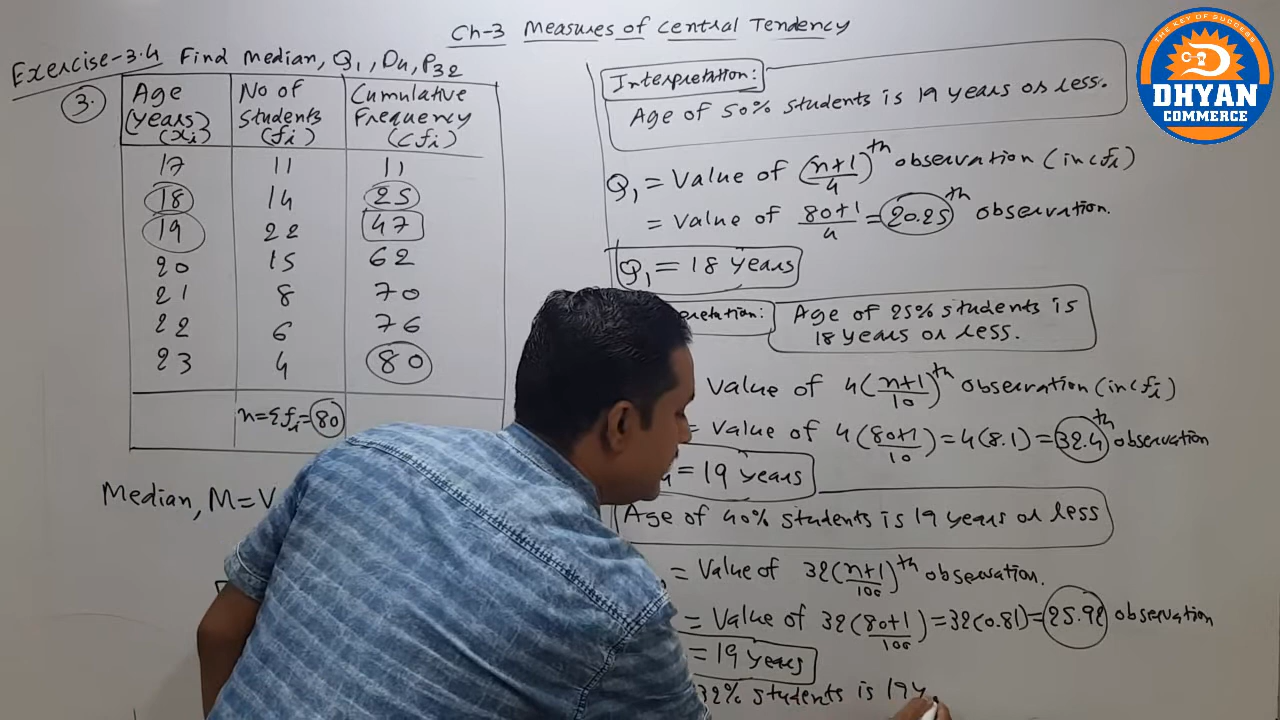 Ch-3 Measures of Central Tendency
Exercise-3.4 Find Median, Q1, D4, P32
3.
Age (years) (xi) No of students (fi) Cumulative Frequency (cfi)
17 11 11
18 14 25
19 22 47
20 15 62
21 8 70
22 6 76
23 4 80
n=Σfi=80
Median, M=V
Interpretation:
Age of 50% students is 19 years or less.
Q1 = Value of (n+1/4)th observation (in cfi)
= Value of 80+1/4 = 20.25th observation.
Q1 = 18 years
pretation: Age of 25% students is
18 years or less.
Value of 4(n+1/10)th observation (in cfi)
= Value of 4(80+1/10)=4(8.1)=32.4th observation
= 19 years
Age of 40% students is 19 years or less
= Value of 32(n+1/100)th observation.
= Value of 32(80+1/100)=32(0.81)=25.92 observation
= 19 years
32% students is 19 y
THE KEY OF SUCCESS
DHYAN
COMMERCE